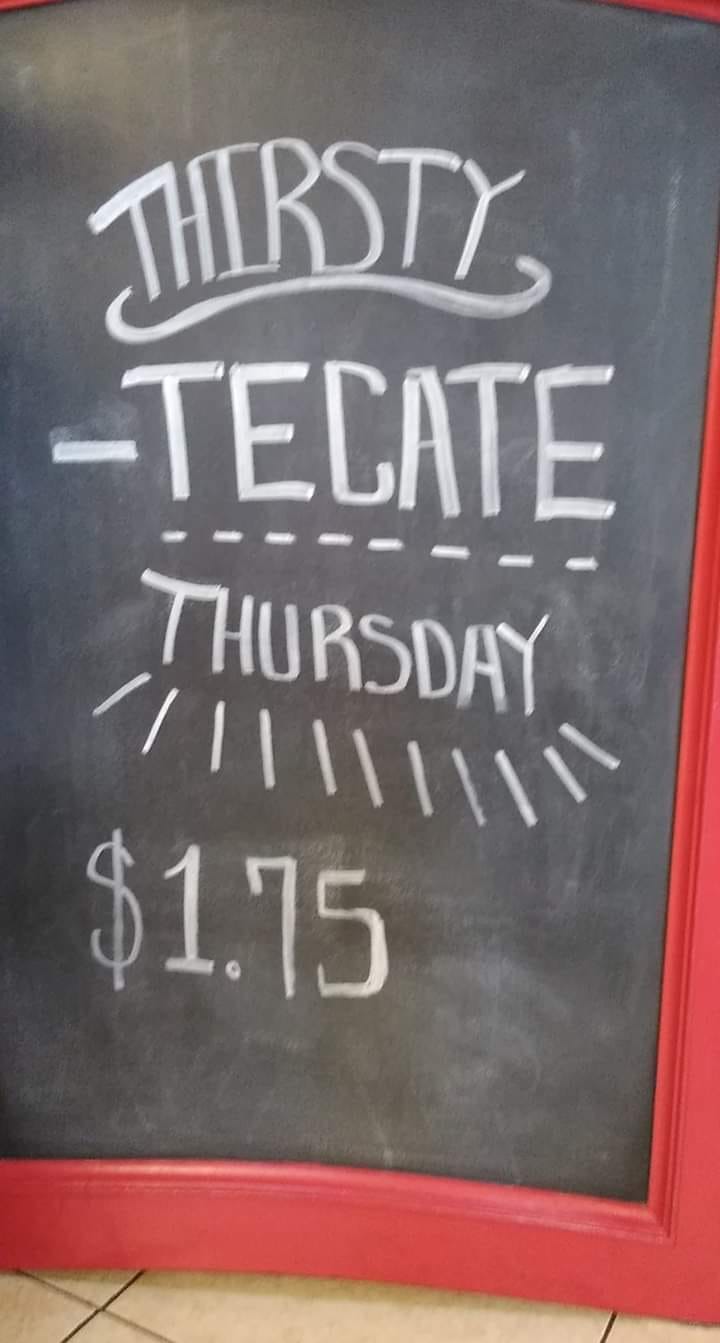 THIRSTY
-TECATE
THURSDAY
$1.75